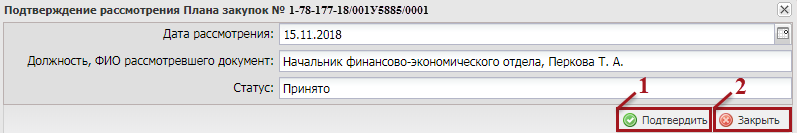 Подтверждение рассмотрения Плана закупок № 1-78-177-18/001У5885/0001
Дата рассмотрения: 15.11.2018
Должность, ФИО рассмотревшего документ: Начальник финансово-экономического отдела, Перкова Т. А.
Статус: Принято
1 2
Подтвердить Закрыть